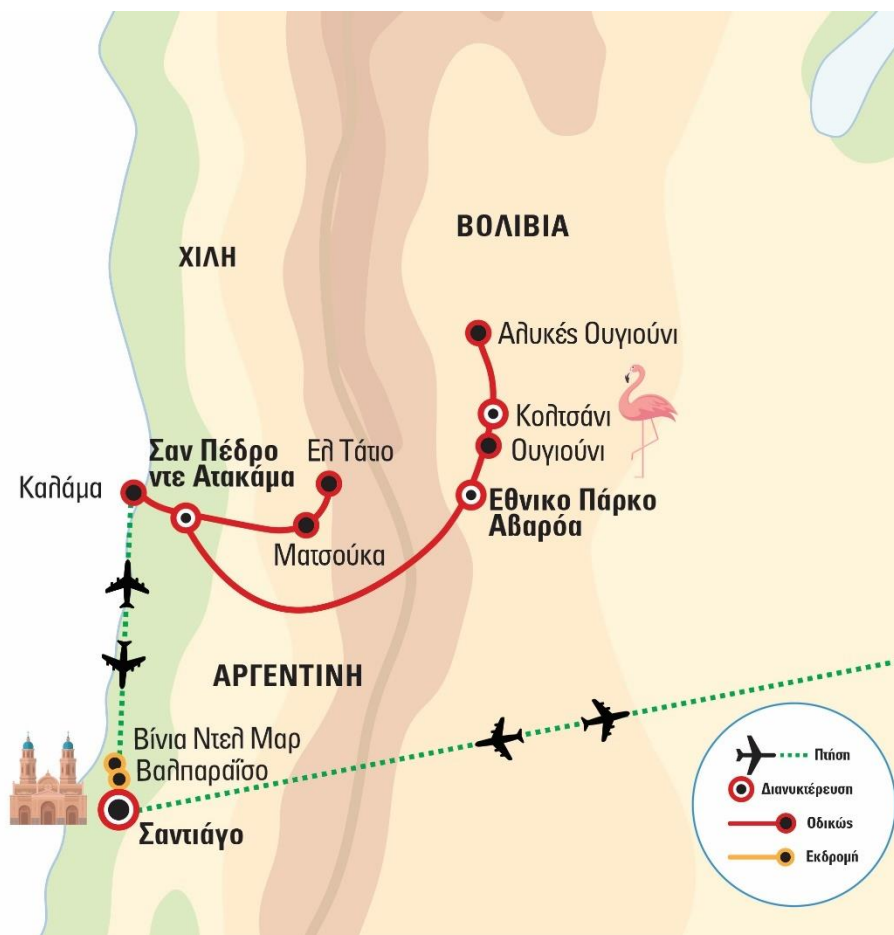 ΧΙΛΗ
ΒΟΛΙΒΙΑ
Αλυκές Ουγιούνι
Κολτσάνι
Ουγιούνι
Σαν Πέδρο
ντε Ατακάμα
Ελ Τάτιο
Καλάμα
Εθνικο Πάρκο
Αβαρόα
Ματσούκα
ΑΡΓΕΝΤΙΝΗ
Βίνια Ντελ Μαρ
Βαλπαραΐσο
Σαντιάγο
Πτήση
Διανυκτέρευση
Οδικώς
Εκδρομή